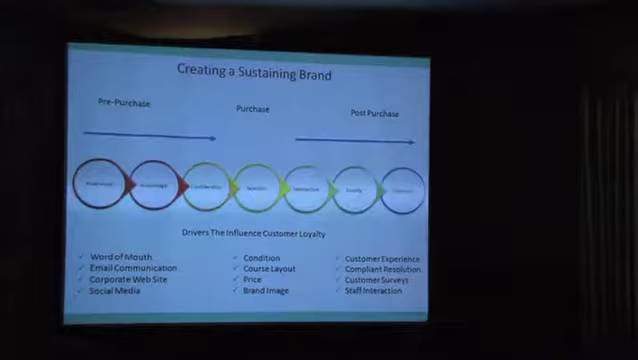 Creating a Sustaining Brand
Pre-Purchase
Purchase
Post Purchase
Drivers The Influence Customer Loyalty
Word of Mouth
Email Communication
Corporate Web Site
Social Media
Condition
Course Layout
Price
Brand Image
Customer Experience
Compliant Resolution
Customer Surveys
Staff Interaction